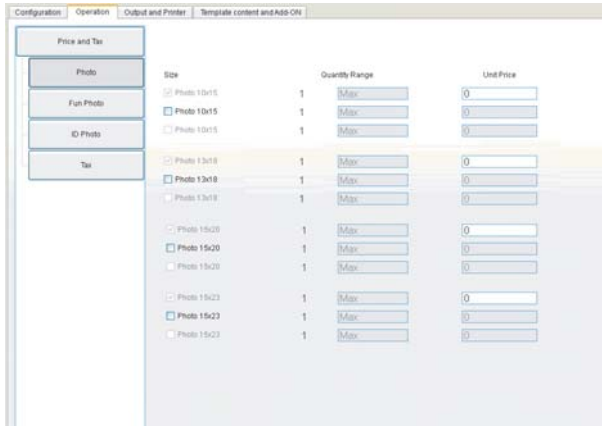 Configuration Operation Output and Printer Template content and Add-ON
Price and Tax
Photo
Fun Photo
ID Photo
Tax
Size Quantity Range Unit Price
Photo 10x15 1 Max 0
Photo 10x15 1 Max 0
Photo 10x15 1 Max 0
Photo 13x18 1 Max 0
Photo 13x18 1 Max 0
Photo 13x18 1 Max 0
Photo 15x20 1 Max 0
Photo 15x20 1 Max 0
Photo 15x20 1 Max 0
Photo 15x23 1 Max 0
Photo 15x23 1 Max 0
Photo 15x23 1 Max 0